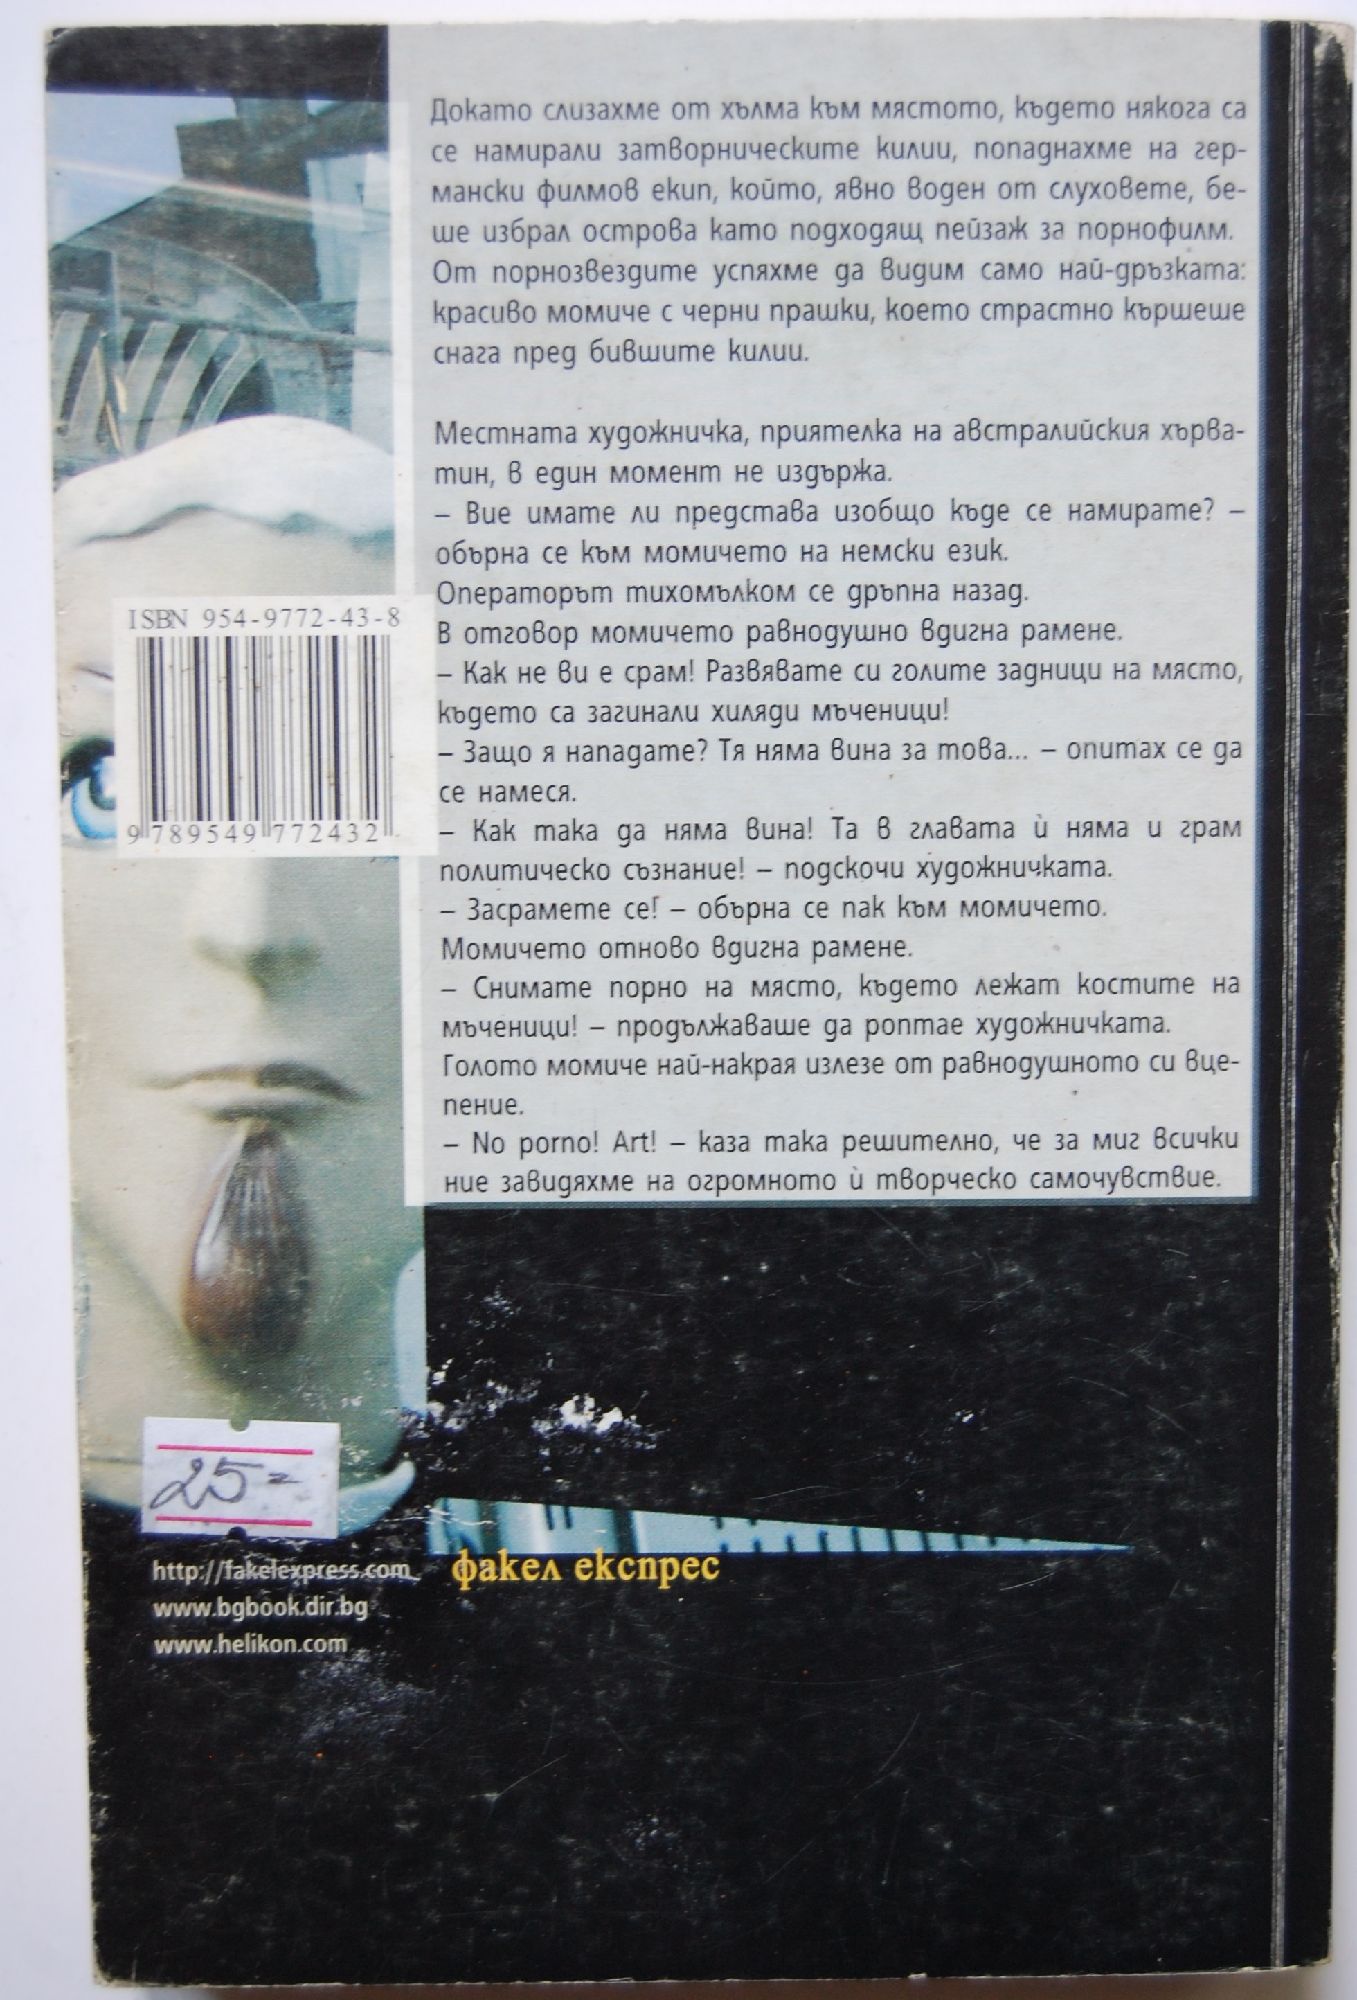 Докато слизахме от хълма към мястото, където някога са
се намирали затворническите килии, попаднахме на гер-
мански филмов екип, който, явно воден от слуховете, бе-
ше избрал острова като подходящ пейзаж за порнофилм.
От порнозвездите успяхме да видим само най-дръзката:
красиво момиче с черни прашки, което страстно кършеше
снага пред бившите килии.
Местната художничка, приятелка на австралийския хърва-
тин, в един момент не издържа.
– Вие имате ли представа изобщо къде се намирате? –
обърна се към момичето на немски език.
Операторът тихомълком се дръпна назад.
В отговор момичето равнодушно вдигна рамене.
– Как не ви е срам! Развявате си голите задници на място,
където са загинали хиляди мъченици!
– Защо я нападате? Тя няма вина за това... – опитах се да
се намеся.
– Как така да няма вина! Та в главата ѝ няма и грам
политическо съзнание! – подскочи художничката.
– Засрамете се! – обърна се пак към момичето.
Момичето отново вдигна рамене.
– Снимате порно на място, където лежат костите на
мъченици! – продължаваше да роптае художничката.
Голото момиче най-накрая излезе от равнодушното си вце-
пение.
– No porno! Art! – каза така решително, че за миг всички
ние завидяхме на огромното ѝ творческо самочувствие.
ISBN 954-9772-43-8
9 789549 772432
25=
http://fakelexpress.com
www.bgbook.dir.bg
www.helikon.com
факел експрес